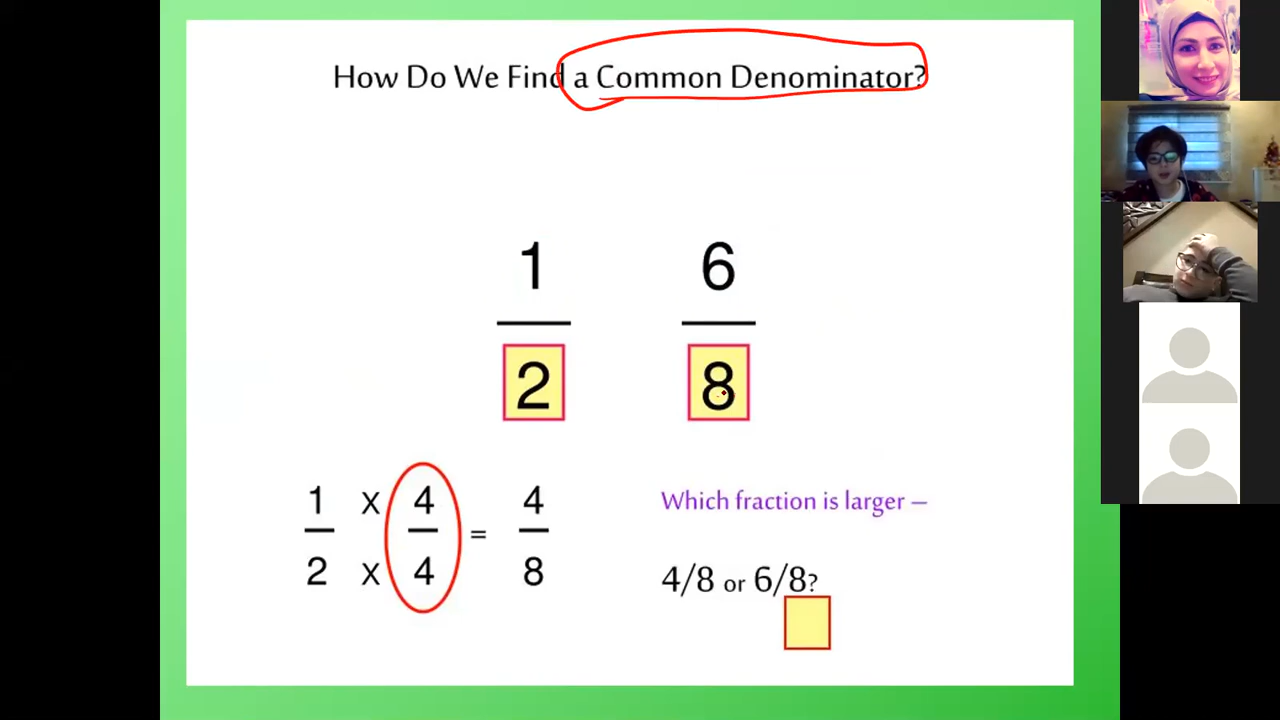 How Do We Find a Common Denominator?
1 6
2 8
1 x 4 = 4
2 x 4 8
Which fraction is larger –
4/8 or 6/8?